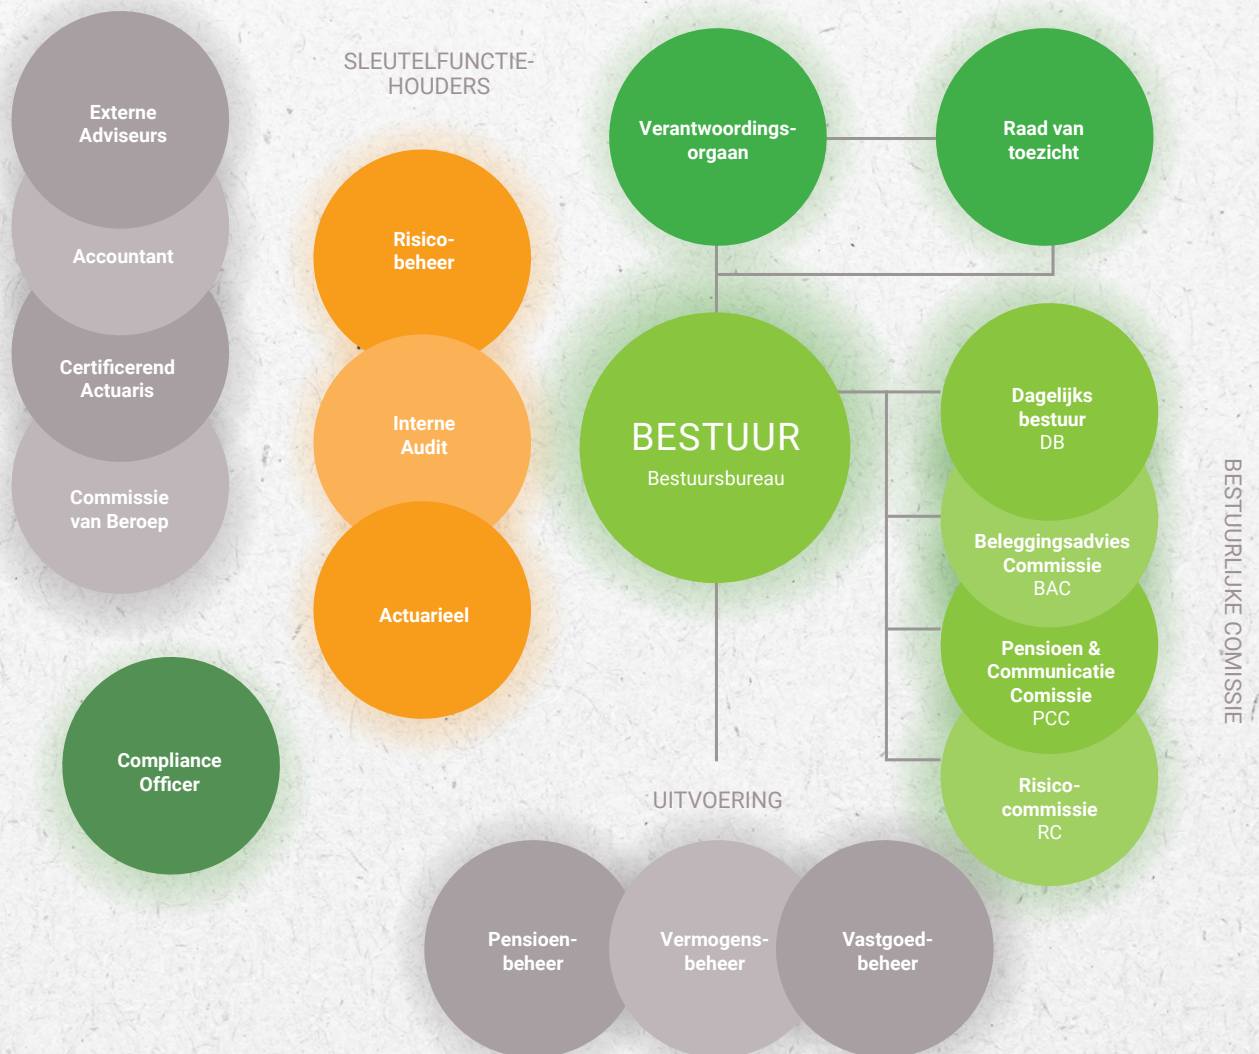 Externe
Adviseurs
Accountant
Certificerend
Actuaris
Commissie
van Beroep
Compliance
Officer
SLEUTELFUNCTIE-
HOUDERS
Risico-
beheer
Interne
Audit
Actuarieel
Verantwoordings-
orgaan
Raad van
toezicht
BESTUUR
Bestuursbureau
Dagelijks
bestuur
DB
Beleggingsadvies
Commissie
BAC
Pensioen &
Communicatie
Comissie
PCC
Risico-
commissie
RC
BESTUURLIJKE COMISSIE
UITVOERING
Pensioen-
beheer
Vermogens-
beheer
Vastgoed-
beheer